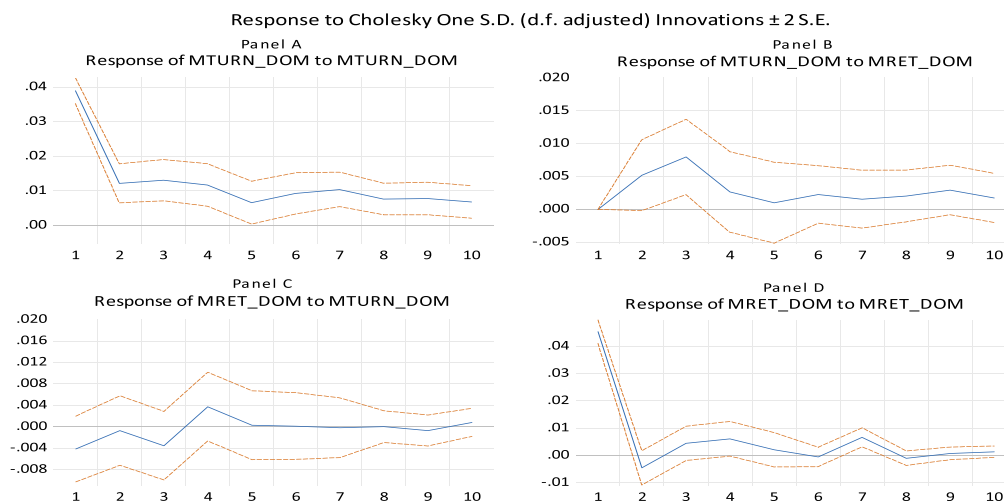 Response to Cholesky One S.D. (d.f. adjusted) Innovations ± 2 S.E.
Panel A
Response of MTURN_DOM to MTURN_DOM
.04
.03
.02
.01
.00
1 2 3 4 5 6 7 8 9 10
Panel B
Response of MTURN_DOM to MRET_DOM
.020
.015
.010
.005
.000
-.005
1 2 3 4 5 6 7 8 9 10
Panel C
Response of MRET_DOM to MTURN_DOM
.020
.016
.012
.008
.004
.000
-.004
-.008
1 2 3 4 5 6 7 8 9 10
Panel D
Response of MRET_DOM to MRET_DOM
.04
.03
.02
.01
.00
-.01
1 2 3 4 5 6 7 8 9 10